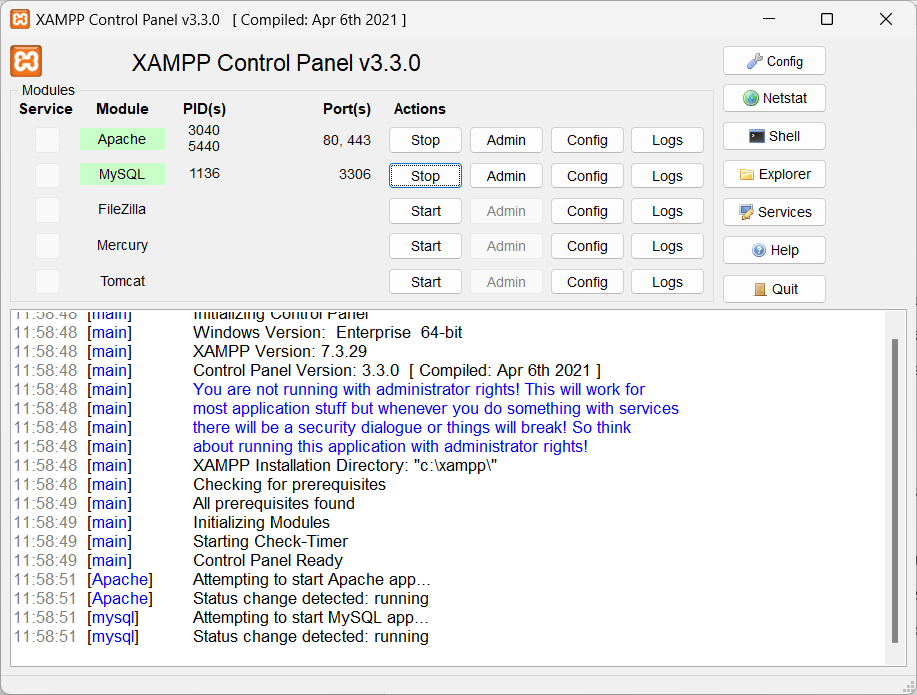 XAMPP Control Panel v3.3.0 [ Compiled: Apr 6th 2021 ]
XAMPP Control Panel v3.3.0
Config
Modules
Service Module PID(s) Port(s) Actions
Netstat
Apache 3040 5440 80, 443 Stop Admin Config Logs
Shell
MySQL 1136 3306 Stop Admin Config Logs
Explorer
FileZilla Start Admin Config Logs
Services
Mercury Start Admin Config Logs
Help
Tomcat Start Admin Config Logs
Quit
11:58:48 [main] Initializing Control Panel
11:58:48 [main] Windows Version: Enterprise 64-bit
11:58:48 [main] XAMPP Version: 7.3.29
11:58:48 [main] Control Panel Version: 3.3.0 [ Compiled: Apr 6th 2021 ]
11:58:48 [main] You are not running with administrator rights! This will work for
11:58:48 [main] most application stuff but whenever you do something with services
11:58:48 [main] there will be a security dialogue or things will break! So think
11:58:48 [main] about running this application with administrator rights!
11:58:48 [main] XAMPP Installation Directory: "c:\xampp\"
11:58:48 [main] Checking for prerequisites
11:58:49 [main] All prerequisites found
11:58:49 [main] Initializing Modules
11:58:49 [main] Starting Check-Timer
11:58:49 [main] Control Panel Ready
11:58:51 [Apache] Attempting to start Apache app...
11:58:51 [Apache] Status change detected: running
11:58:51 [mysql] Attempting to start MySQL app...
11:58:51 [mysql] Status change detected: running